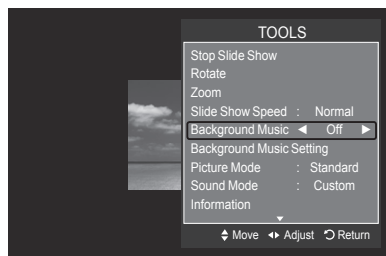 TOOLS
Stop Slide Show
Rotate
Zoom
Slide Show Speed : Normal
Background Music ◄ Off ►
Background Music Setting
Picture Mode : Standard
Sound Mode : Custom
Information
Move Adjust Return